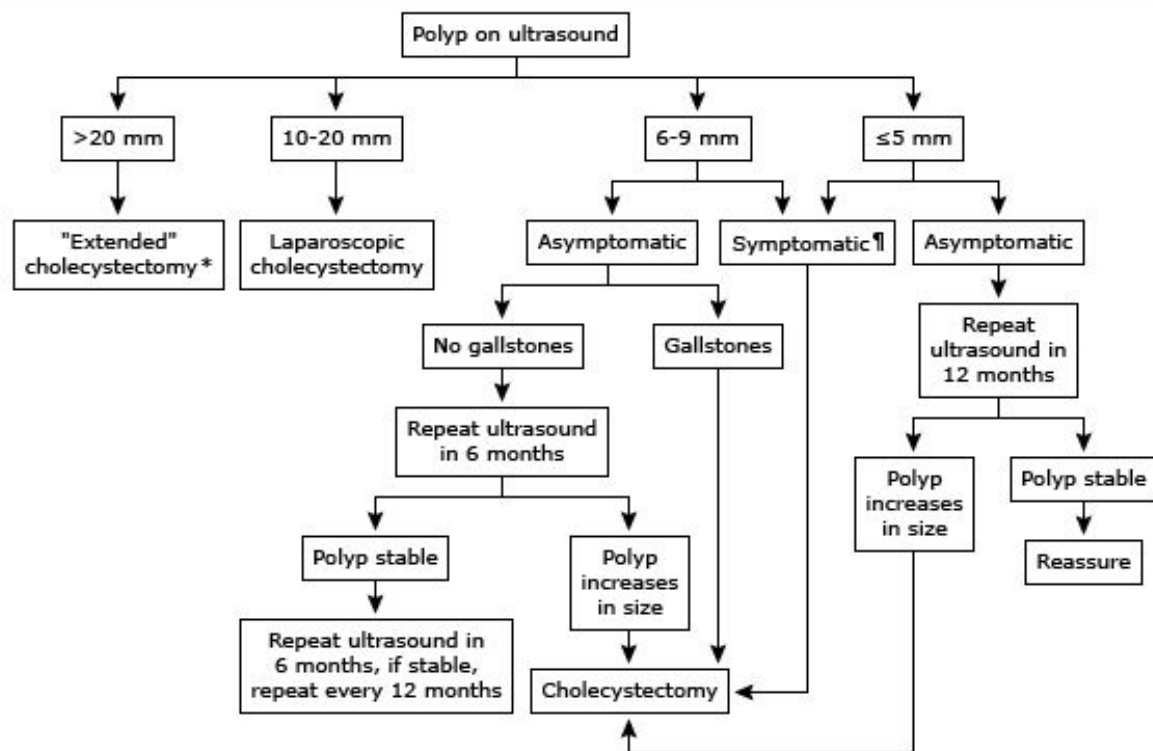 Polyp on ultrasound
>20 mm
10-20 mm
6-9 mm
≤5 mm
"Extended"
cholecystectomy*
Laparoscopic
cholecystectomy
Asymptomatic
Symptomatic¶
Asymptomatic
No gallstones
Gallstones
Repeat
ultrasound in
12 months
Repeat ultrasound
in 6 months
Polyp
increases
in size
Polyp stable
Polyp stable
Polyp
increases
in size
Reassure
Repeat ultrasound in
6 months, if stable,
repeat every 12 months
Cholecystectomy